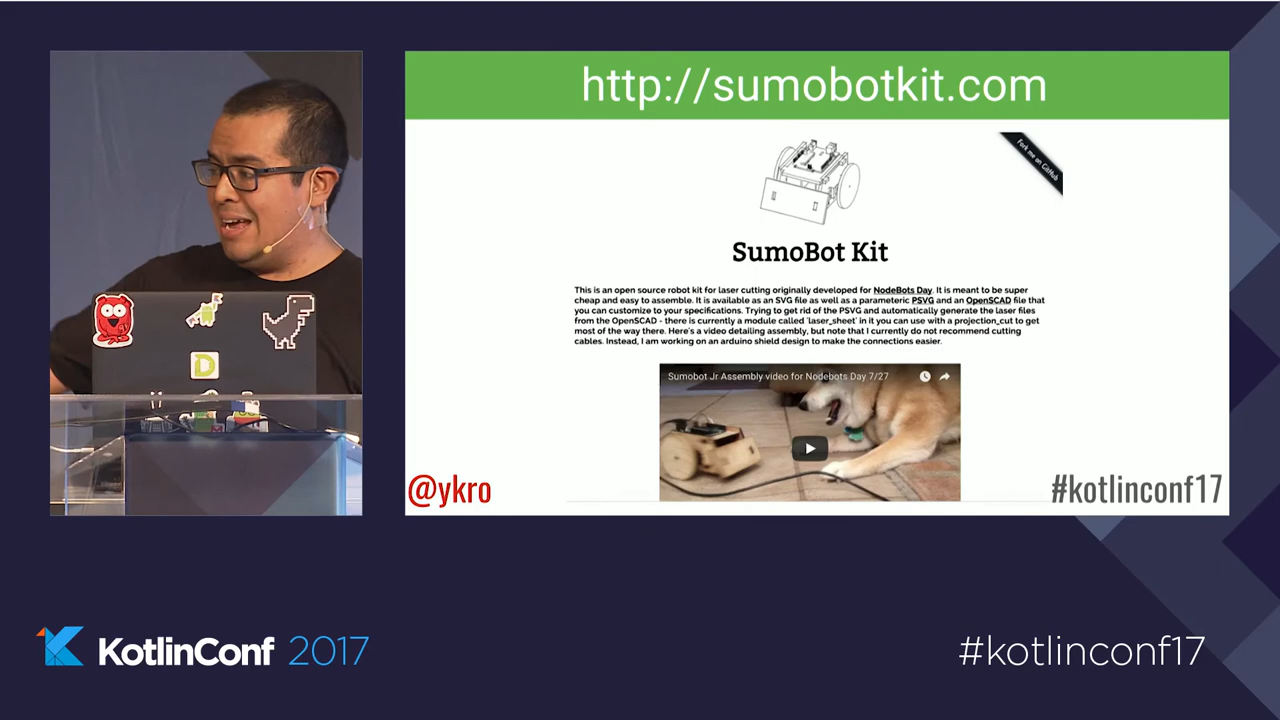 http://sumobotkit.com
Fork me on GitHub
SumoBot Kit
This is an open source robot kit for laser cutting originally developed for NodeBots Day. It is meant to be super
cheap and easy to assemble. It is available as an SVG file as well as a parameteric PSVG and an OpenSCAD file that
you can customize to your specifications. Trying to get rid of the PSVG and automatically generate the laser files
from the OpenSCAD - there is currently a module called 'laser_sheet' in it you can use with a projection_cut to get
most of the way there. Here's a video detailing assembly, but note that I currently do not recommend cutting
cables. Instead, I am working on an arduino shield design to make the connections easier.
Sumobot Jr Assembly video for Nodebots Day 7/27
@ykro
#kotlinconf17
D
KotlinConf 2017
#kotlinconf17